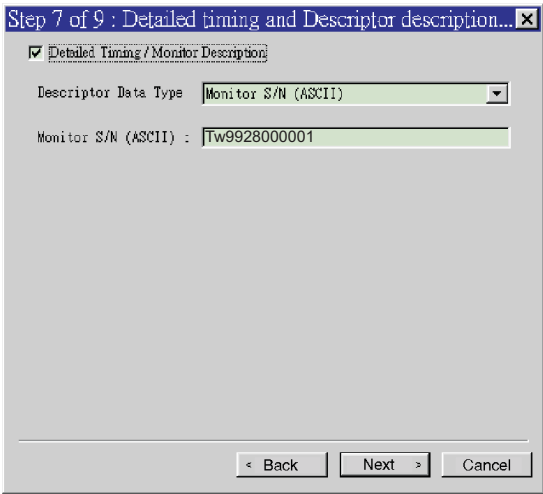 Step 7 of 9 : Detailed timing and Descriptor description...
Detailed Timing / Monitor Description
Descriptor Data Type Monitor S/N (ASCII)
Monitor S/N (ASCII) : Tw9928000001
< Back Next > Cancel